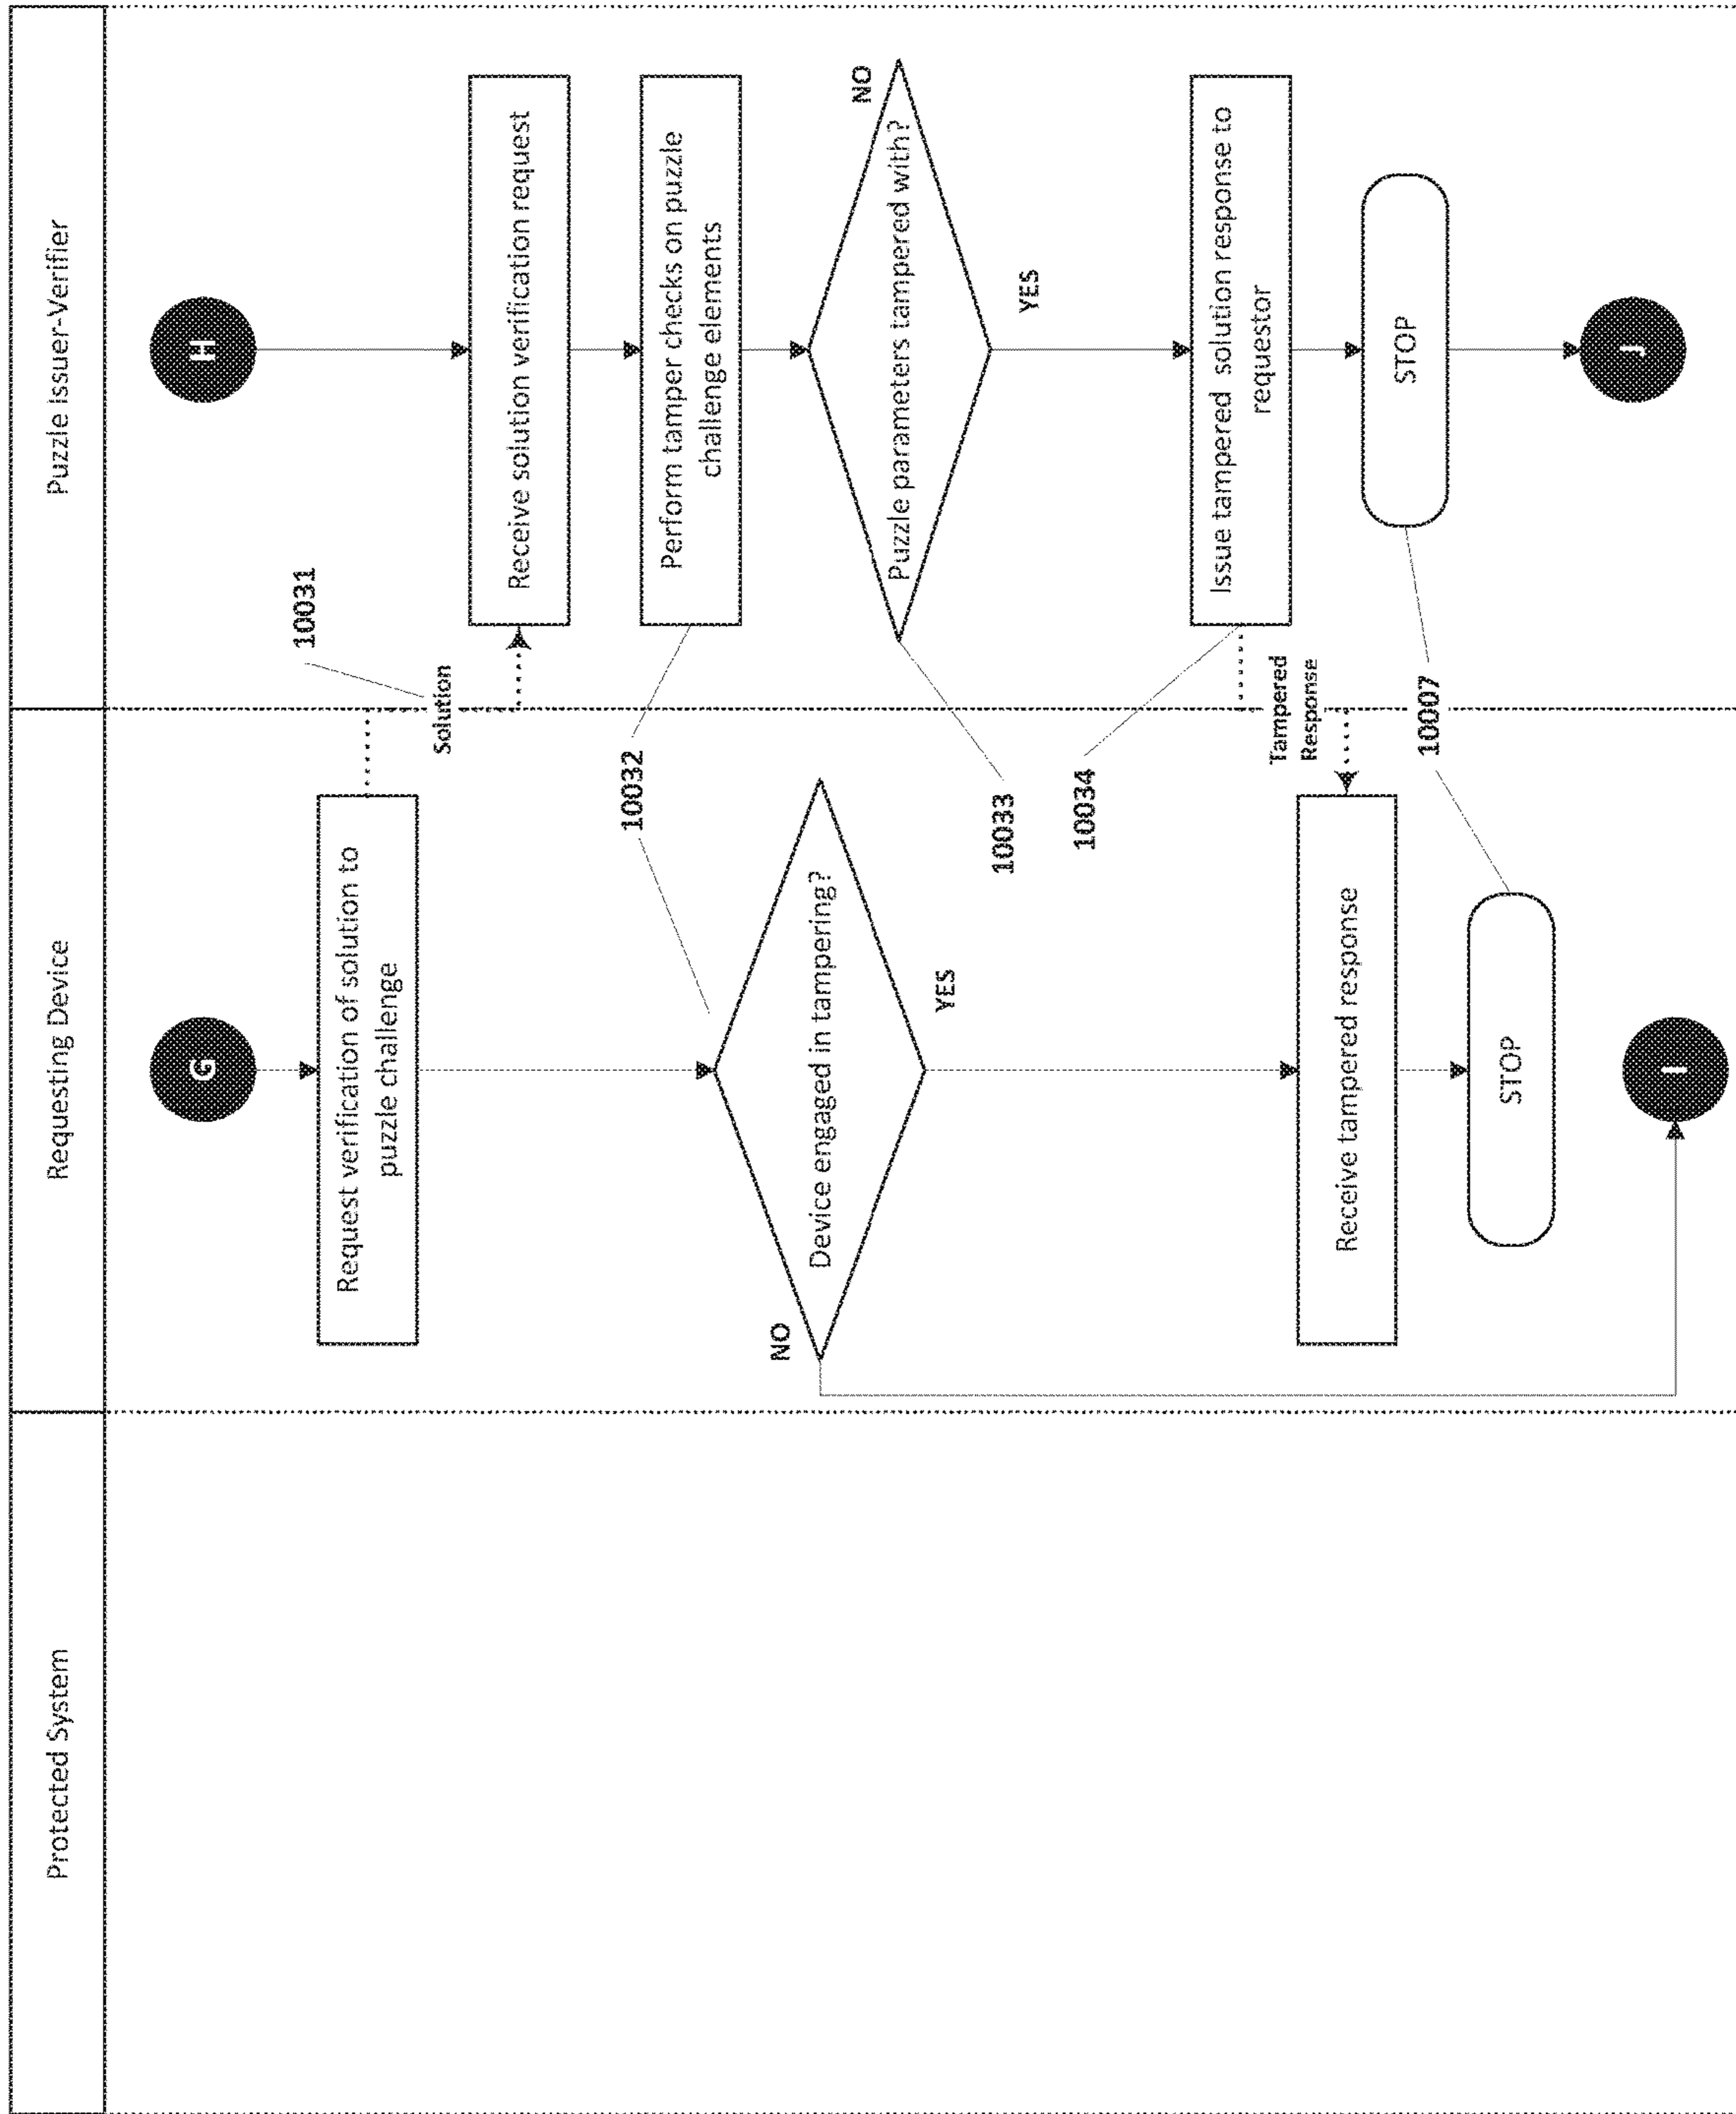 Protected System
Requesting Device
Puzzle Issuer-Verifier
G
H
10031
Request verification of solution to
puzzle challenge
Solution
Receive solution verification request
10032
Perform tamper checks on puzzle
challenge elements
NO
Device engaged in tampering?
YES
NO
Puzzle parameters tampered with?
YES
10033
10034
Issue tampered solution response to
requestor
Tampered
Response
Receive tampered response
10007
STOP
STOP
I
J